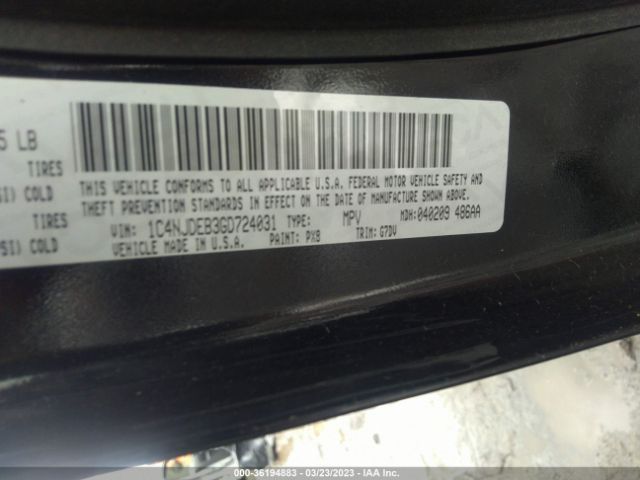 5 LB
TIRES
SI) COLD
TIRES
PSI) COLD
THIS VEHICLE CONFORMS TO ALL APPLICABLE U.S.A. FEDERAL MOTOR VEHICLE SAFETY AND
THEFT PREVENTION STANDARDS IN EFFECT ON THE DATE OF MANUFACTURE SHOWN ABOVE.
VIN: 1C4NJDEB3GD724031 TYPE: MPV MDH:040209 486AA
VEHICLE MADE IN U.S.A. PAINT: PX8 TRIM: G7DV
000-36194883 / 03/23/2023 / IAA Inc.